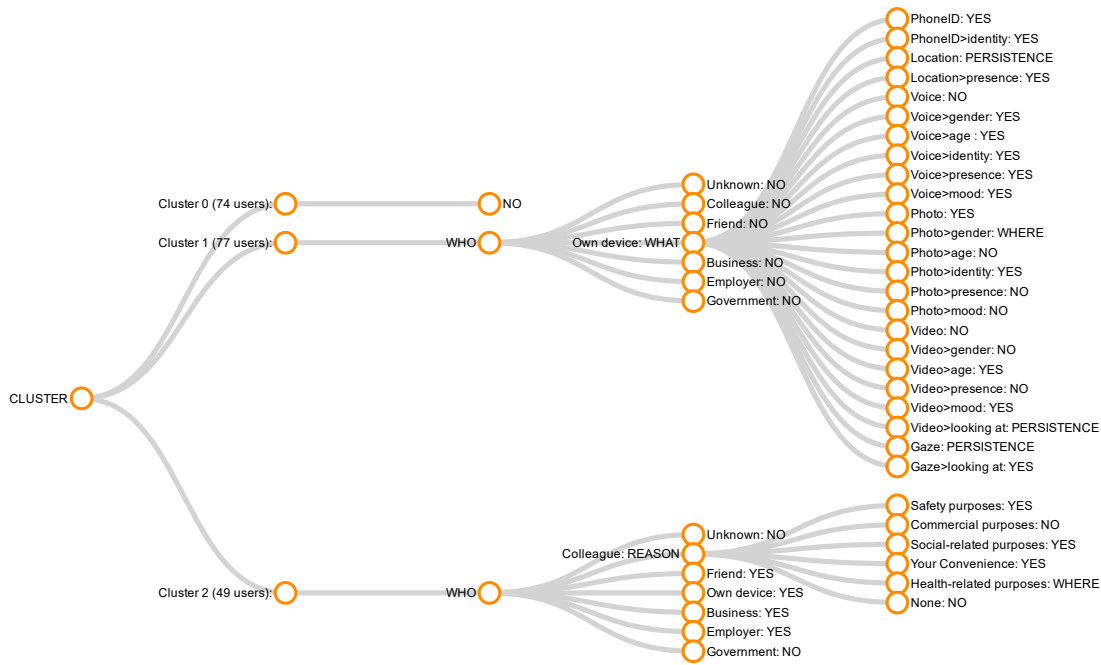 CLUSTER
Cluster 0 (74 users):
NO
Cluster 1 (77 users):
WHO
Unknown: NO
Colleague: NO
Friend: NO
Own device: WHAT
Business: NO
Employer: NO
Government: NO
PhoneID: YES
PhoneID>identity: YES
Location: PERSISTENCE
Location>presence: YES
Voice: NO
Voice>gender: YES
Voice>age : YES
Voice>identity: YES
Voice>presence: YES
Voice>mood: YES
Photo: YES
Photo>gender: WHERE
Photo>age: NO
Photo>identity: YES
Photo>presence: NO
Photo>mood: NO
Video: NO
Video>gender: NO
Video>age: YES
Video>presence: NO
Video>mood: YES
Video>looking at: PERSISTENCE
Gaze: PERSISTENCE
Gaze>looking at: YES
Cluster 2 (49 users):
WHO
Unknown: NO
Colleague: REASON
Friend: YES
Own device: YES
Business: YES
Employer: YES
Government: NO
Safety purposes: YES
Commercial purposes: NO
Social-related purposes: YES
Your Convenience: YES
Health-related purposes: WHERE
None: NO